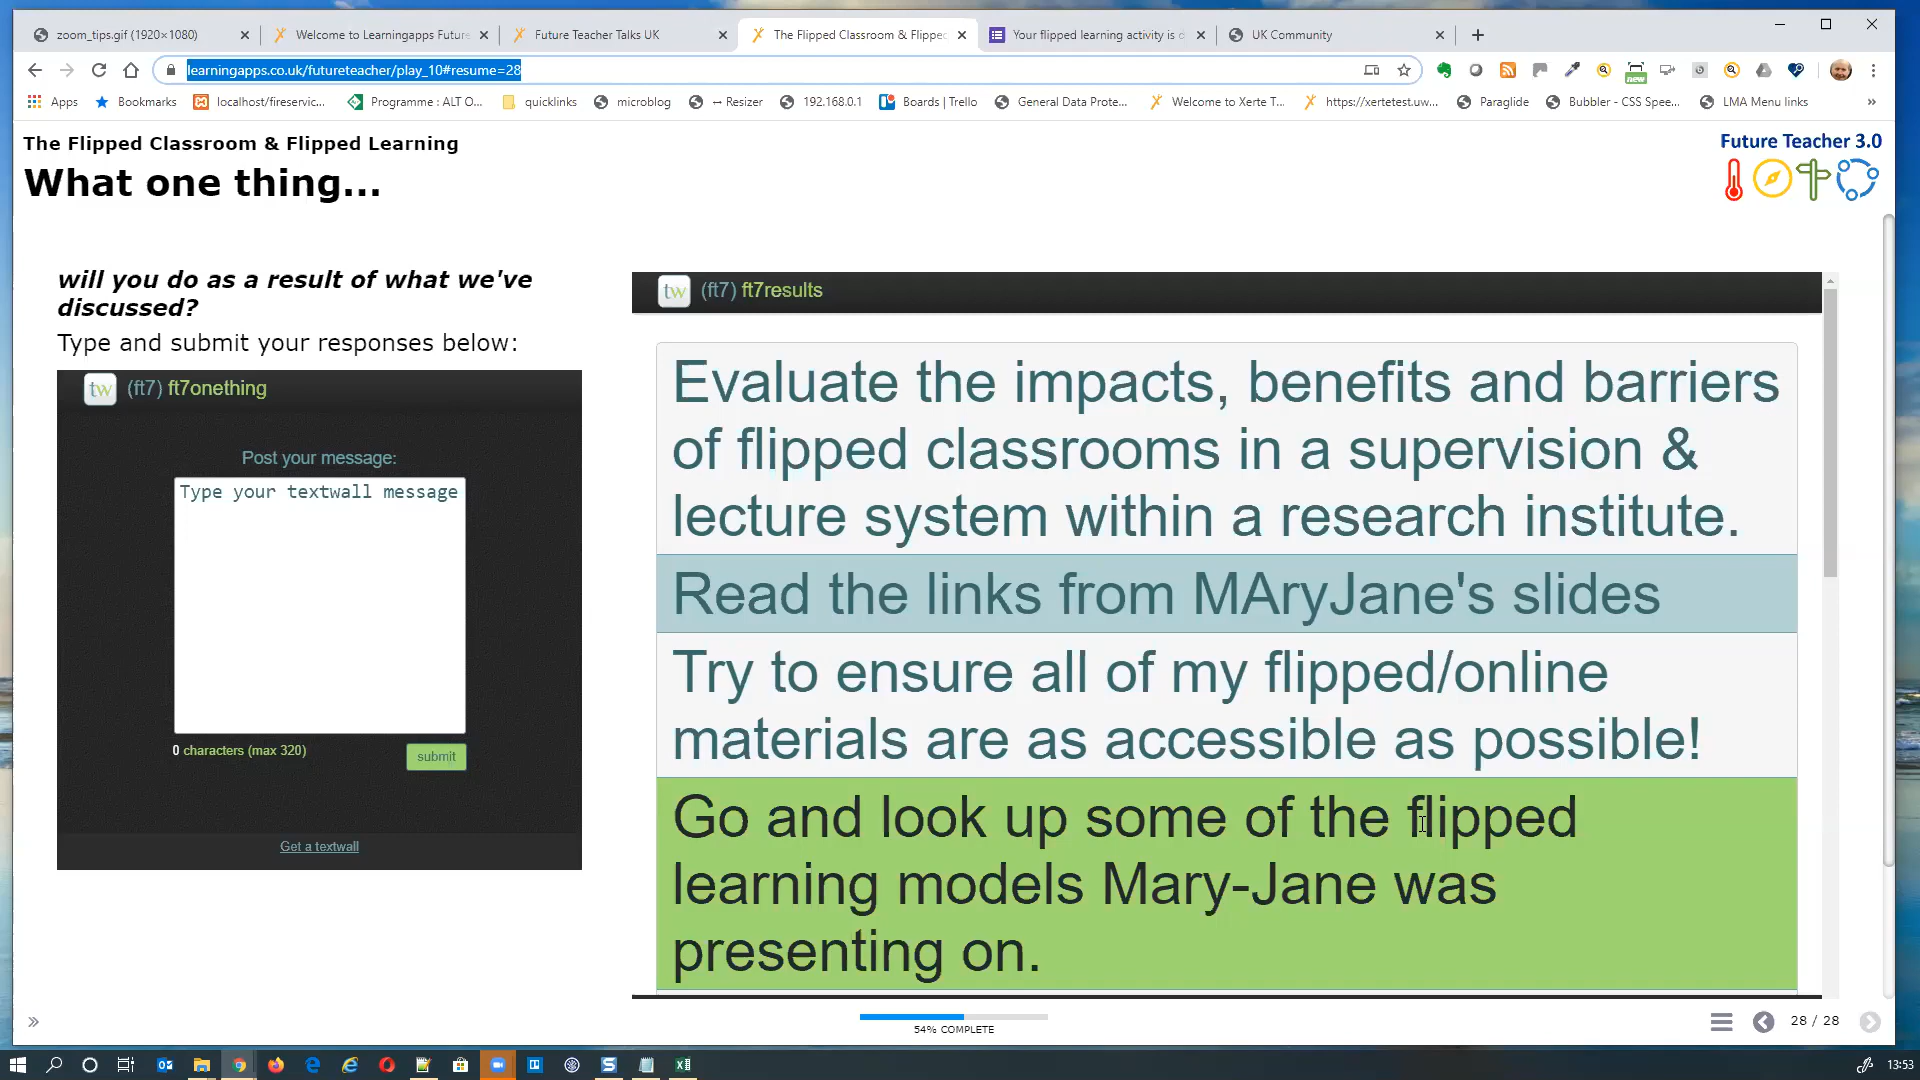 zoom_tips.gif (1920×1080)
Welcome to Learningapps Future
Future Teacher Talks UK
The Flipped Classroom & Flipped
Your flipped learning activity is d
UK Community
learningapps.co.uk/futureteacher/play_10#resume=28
new
Apps
Bookmarks
localhost/fireservic...
Programme : ALT O...
quicklinks
microblog
↔ Resizer
192.168.0.1
Boards | Trello
General Data Prote...
Welcome to Xerte T...
https://xertetest.uw...
Paraglide
Bubbler - CSS Spee...
LMA Menu links
»
The Flipped Classroom & Flipped Learning
What one thing...
Future Teacher 3.0
will you do as a result of what we've
discussed?
Type and submit your responses below:
tw (ft7) ft7onething
Post your message:
Type your textwall message
0 characters (max 320)
submit
Get a textwall
tw (ft7) ft7results
Evaluate the impacts, benefits and barriers
of flipped classrooms in a supervision &
lecture system within a research institute.
Read the links from MAryJane's slides
Try to ensure all of my flipped/online
materials are as accessible as possible!
Go and look up some of the flipped
learning models Mary-Jane was
presenting on.
54% COMPLETE
28 / 28
13:53